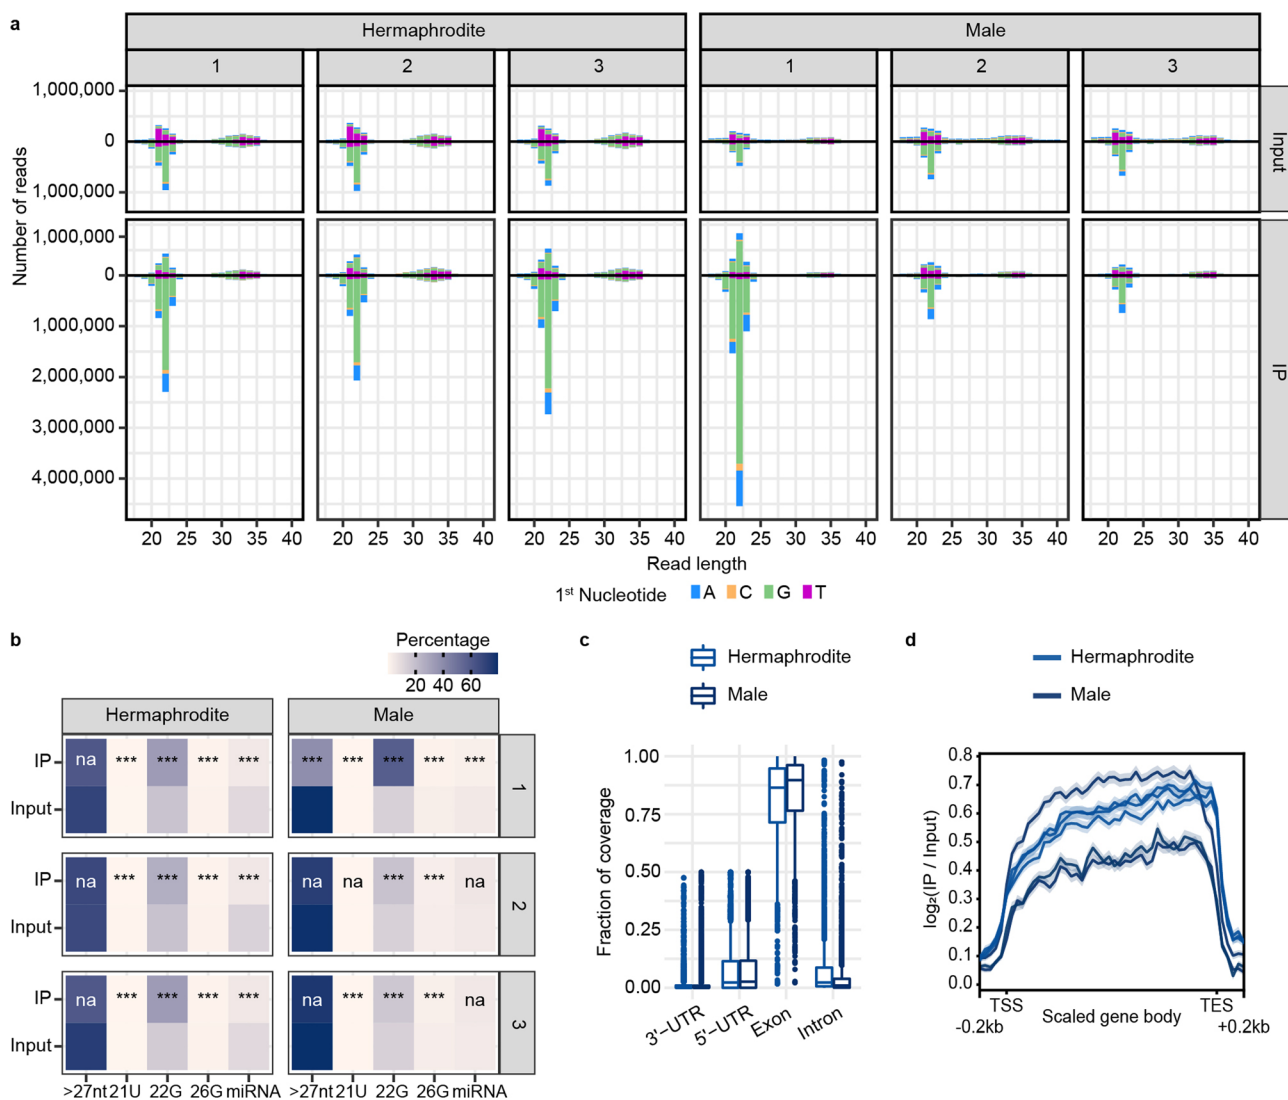 a
Hermaphrodite Male
1 2 3 1 2 3
1,000,000
0
1,000,000
Input
1,000,000
0
1,000,000
2,000,000
3,000,000
4,000,000
IP
Number of reads
20 25 30 35 40 20 25 30 35 40 20 25 30 35 40 20 25 30 35 40 20 25 30 35 40 20 25 30 35 40
Read length
1st Nucleotide A C G T
b
Percentage
20 40 60
Hermaphrodite Male
IP na *** *** *** *** *** *** *** *** ***
Input
1
IP na *** *** *** *** na na *** *** na
Input
2
IP na *** *** *** *** na *** *** *** na
Input
3
>27nt 21U 22G 26G miRNA >27nt 21U 22G 26G miRNA
c
Hermaphrodite
Male
Fraction of coverage
1.00
0.75
0.50
0.25
0.00
3'−UTR 5'−UTR Exon Intron
d
Hermaphrodite
Male
log₂(IP / Input)
0.8
0.7
0.6
0.5
0.4
0.3
0.2
0.1
0.0
TSS Scaled gene body TES
-0.2kb +0.2kb